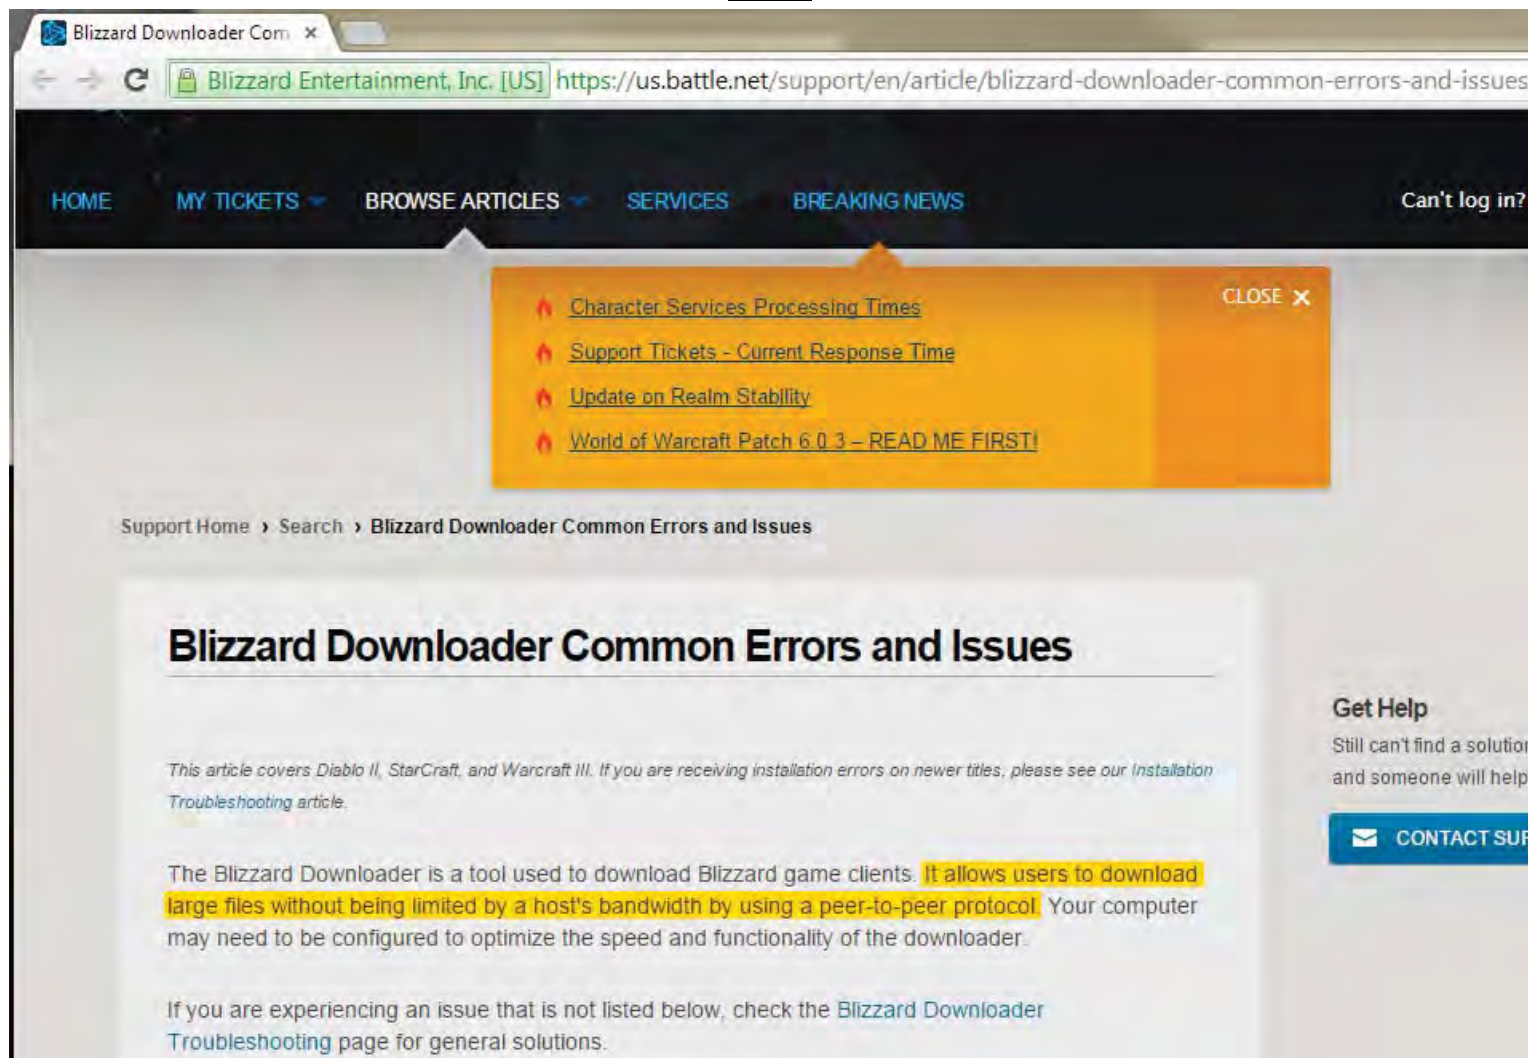 Blizzard Downloader Com
Blizzard Entertainment, Inc. [US] https://us.battle.net/support/en/article/blizzard-downloader-common-errors-and-issues
HOME MY TICKETS BROWSE ARTICLES SERVICES BREAKING NEWS Can't log in?
CLOSE X
Character Services Processing Times
Support Tickets - Current Response Time
Update on Realm Stability
World of Warcraft Patch 6.0.3 – READ ME FIRST!
Support Home › Search › Blizzard Downloader Common Errors and Issues
Blizzard Downloader Common Errors and Issues
This article covers Diablo II, StarCraft, and Warcraft III. If you are receiving installation errors on newer titles, please see our Installation
Troubleshooting article.
The Blizzard Downloader is a tool used to download Blizzard game clients. It allows users to download
large files without being limited by a host's bandwidth by using a peer-to-peer protocol. Your computer
may need to be configured to optimize the speed and functionality of the downloader.
If you are experiencing an issue that is not listed below, check the Blizzard Downloader
Troubleshooting page for general solutions.
Get Help
Still can't find a solution
and someone will help
CONTACT SUP